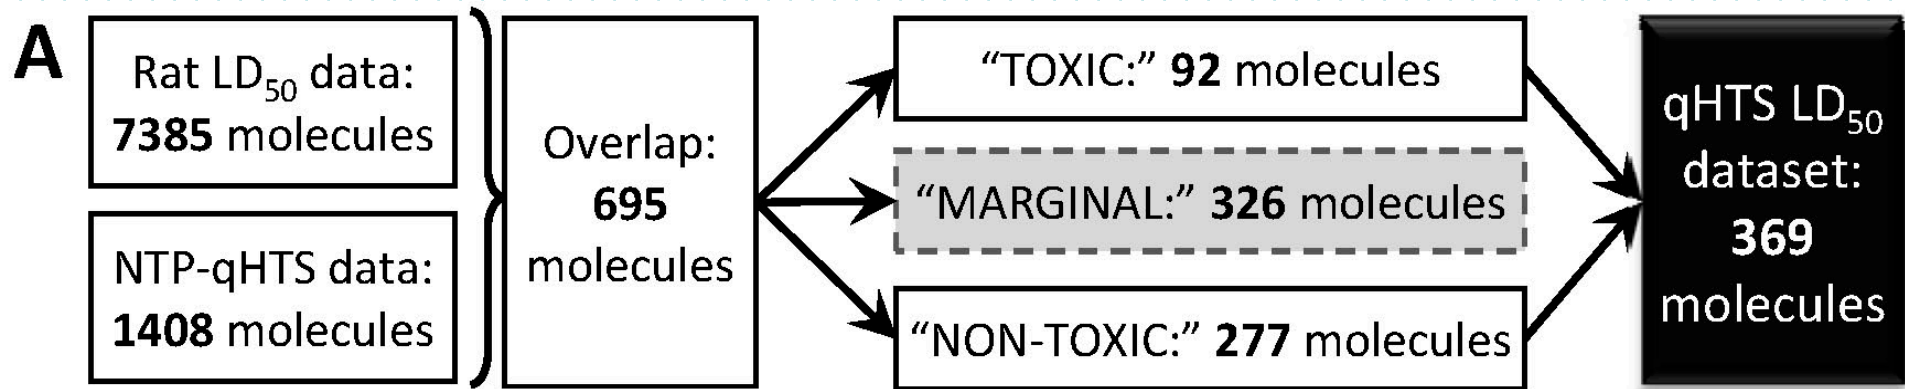 A
Rat LD₅₀ data:
7385 molecules
NTP-qHTS data:
1408 molecules
Overlap:
695
molecules
“TOXIC:” 92 molecules
“MARGINAL:” 326 molecules
“NON-TOXIC:” 277 molecules
qHTS LD₅₀
dataset:
369
molecules